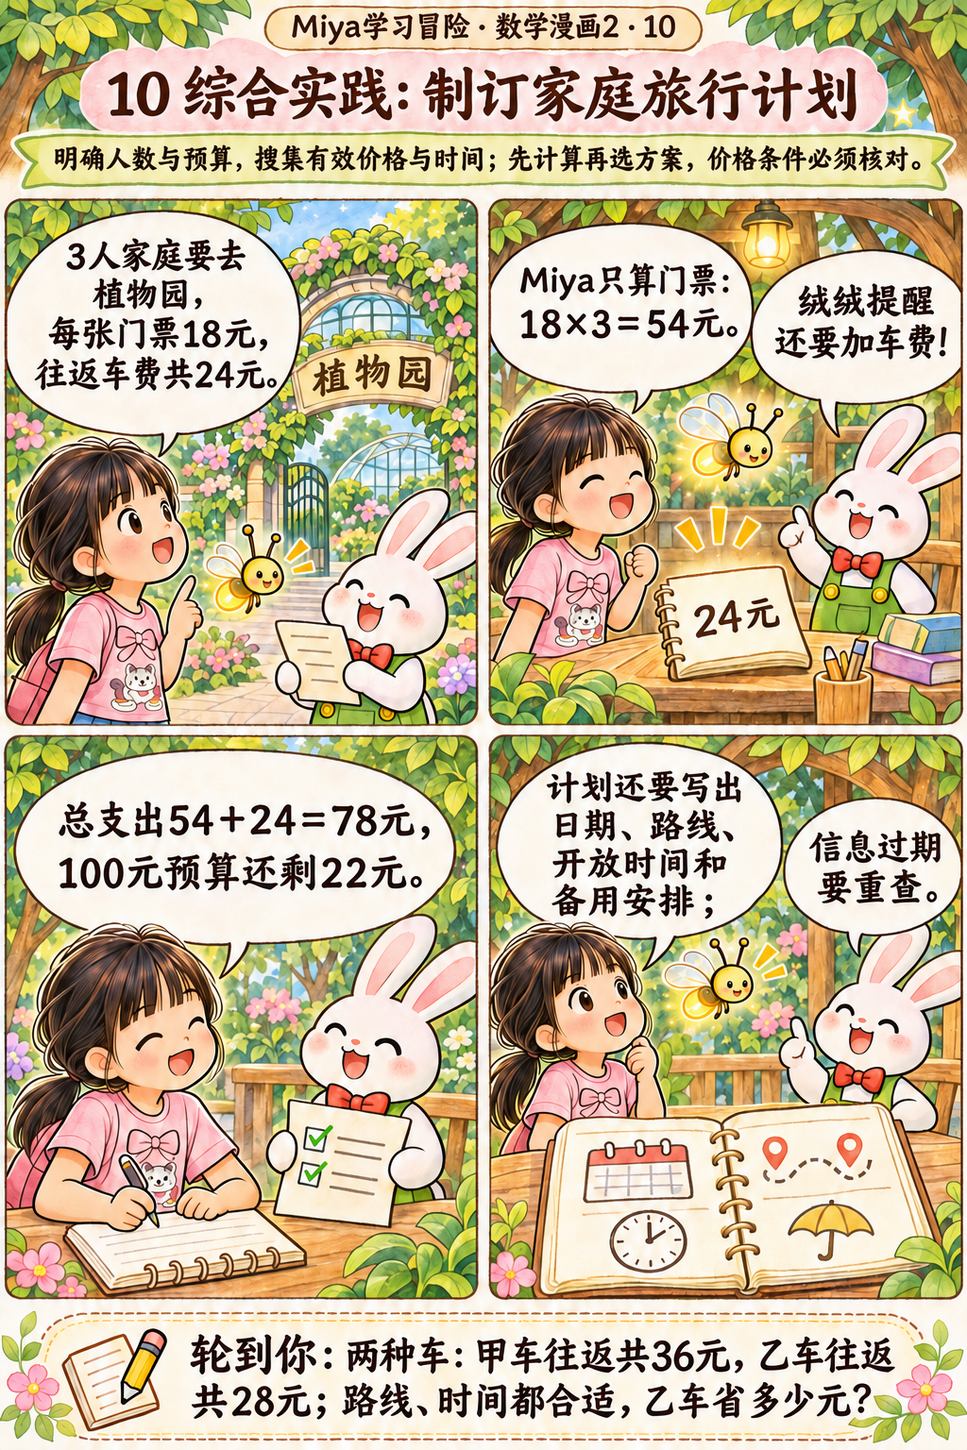 Miya学习冒险·数学漫画2·10
10 综合实践：制订家庭旅行计划
明确人数与预算，搜集有效价格与时间；先计算再选方案，价格条件必须核对。
3人家庭要去
植物园，
每张门票18元，
往返车费共24元。
植物园
Miya只算门票：
18×3＝54元。
绒绒提醒
还要加车费！
24元
总支出54＋24＝78元，
100元预算还剩22元。
计划还要写出
日期、路线、
开放时间和
备用安排；
信息过期
要重查。
轮到你：两种车：甲车往返共36元，乙车往返
共28元；路线、时间都合适，乙车省多少元？